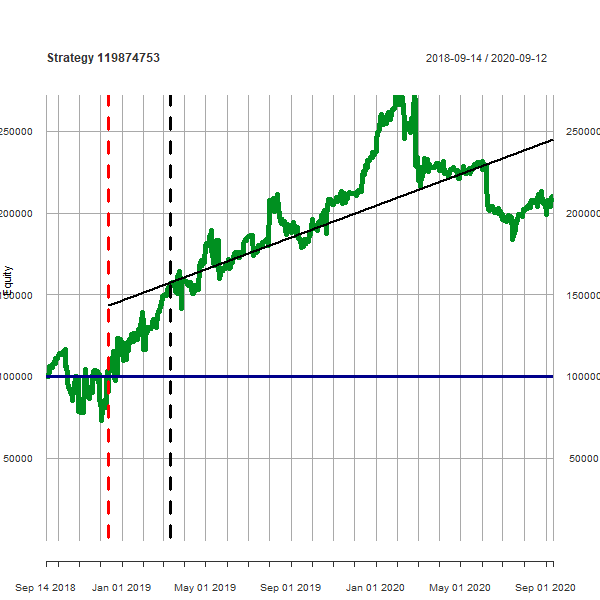 Strategy 119874753
2018-09-14 / 2020-09-12
250000 250000
200000 200000
Equity
150000 150000
100000 100000
50000 50000
Sep 14 2018 Jan 01 2019 May 01 2019 Sep 01 2019 Jan 01 2020 May 01 2020 Sep 01 2020